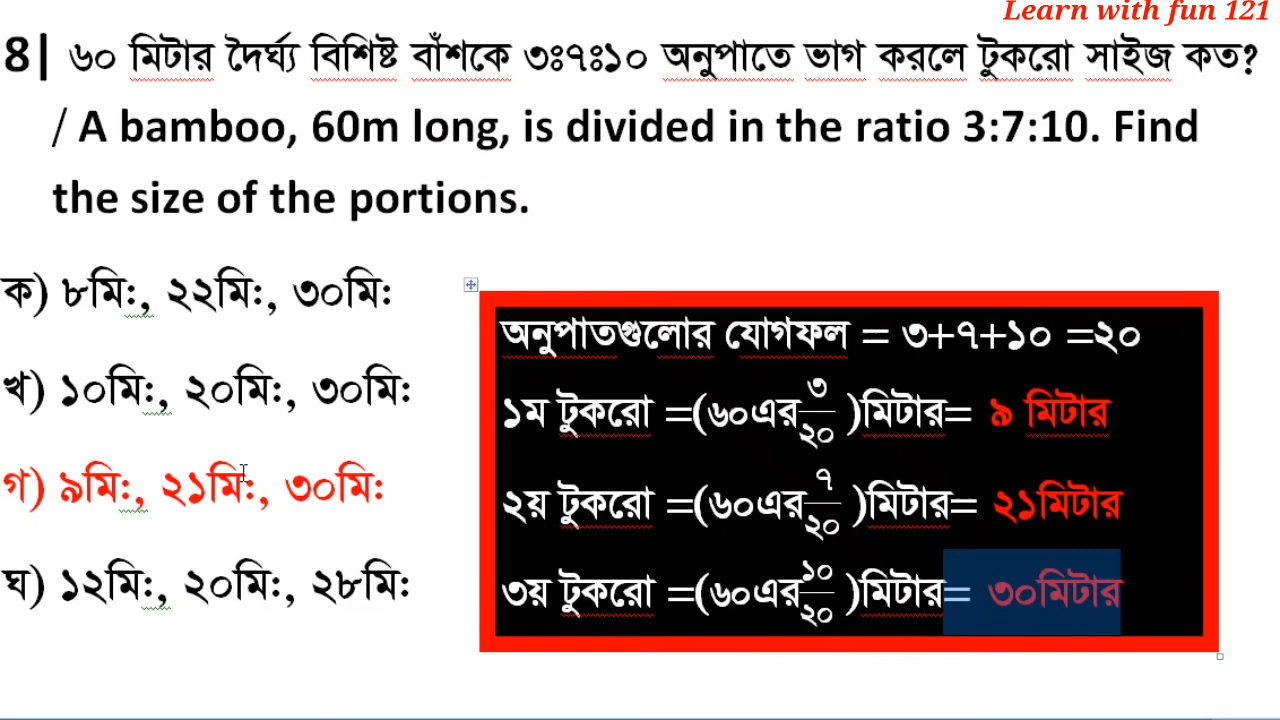 Learn with fun 121
8| ৬০ মিটার দৈর্ঘ্য বিশিষ্ট বাঁশকে ৩ঃ৭ঃ১০ অনুপাতে ভাগ করলে টুকরো সাইজ কত?
/ A bamboo, 60m long, is divided in the ratio 3:7:10. Find
the size of the portions.
ক) ৮মি:, ২২মি:, ৩০মি:
খ) ১০মি:, ২০মি:, ৩০মি:
গ) ৯মি:, ২১মি:, ৩০মি:
ঘ) ১২মি:, ২০মি:, ২৮মি:
অনুপাতগুলোর যোগফল = ৩+৭+১০ =২০
১ম টুকরো =(৬০এর ৩/২০ )মিটার= ৯ মিটার
২য় টুকরো =(৬০এর ৭/২০ )মিটার= ২১মিটার
৩য় টুকরো =(৬০এর ১০/২০ )মিটার= ৩০মিটার